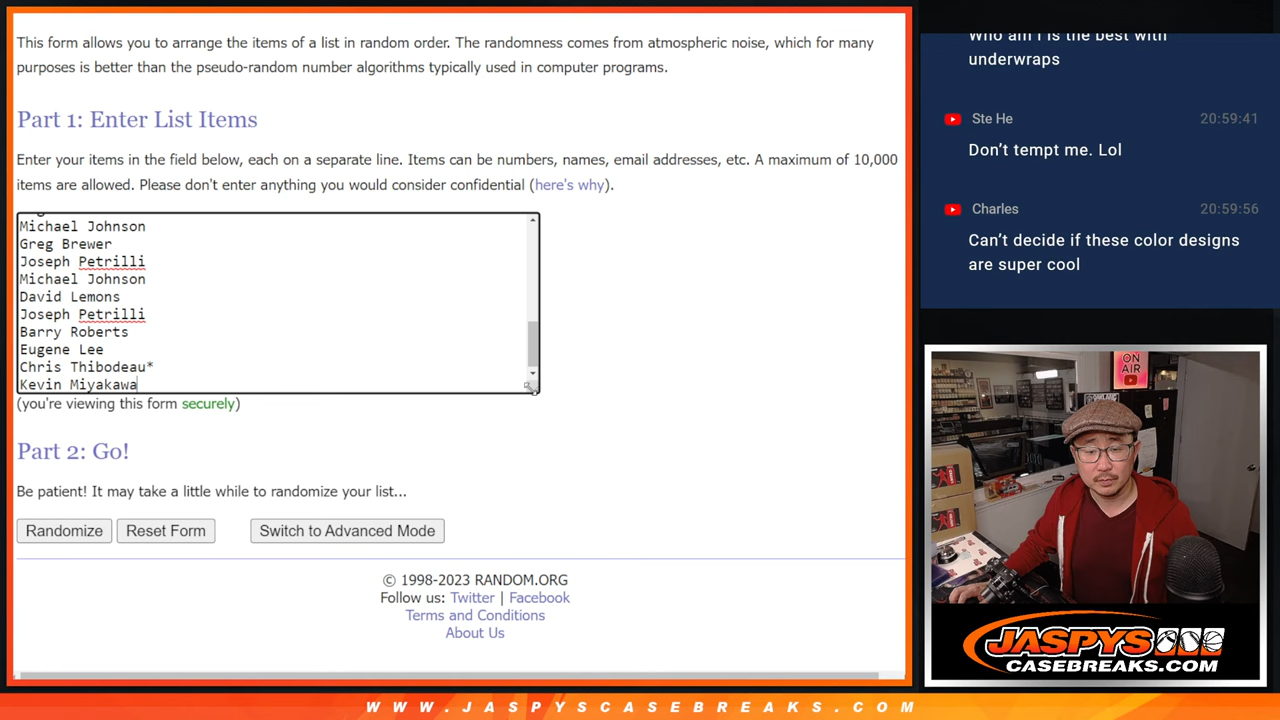 This form allows you to arrange the items of a list in random order. The randomness comes from atmospheric noise, which for many
purposes is better than the pseudo-random number algorithms typically used in computer programs.
Part 1: Enter List Items
Enter your items in the field below, each on a separate line. Items can be numbers, names, email addresses, etc. A maximum of 10,000
items are allowed. Please don't enter anything you would consider confidential (here's why).
Michael Johnson
Greg Brewer
Joseph Petrilli
Michael Johnson
David Lemons
Joseph Petrilli
Barry Roberts
Eugene Lee
Chris Thibodeau*
Kevin Miyakawa
(you're viewing this form securely)
Part 2: Go!
Be patient! It may take a little while to randomize your list...
Randomize Reset Form Switch to Advanced Mode
© 1998-2023 RANDOM.ORG
Follow us: Twitter | Facebook
Terms and Conditions
About Us
Who am I is the best with
underwraps
Ste He 20:59:41
Don't tempt me. Lol
Charles 20:59:56
Can't decide if these color designs
are super cool
ON
AIR
JASPYS
CASEBREAKS.COM
WWW.JASPYSCASEBREAKS.COM